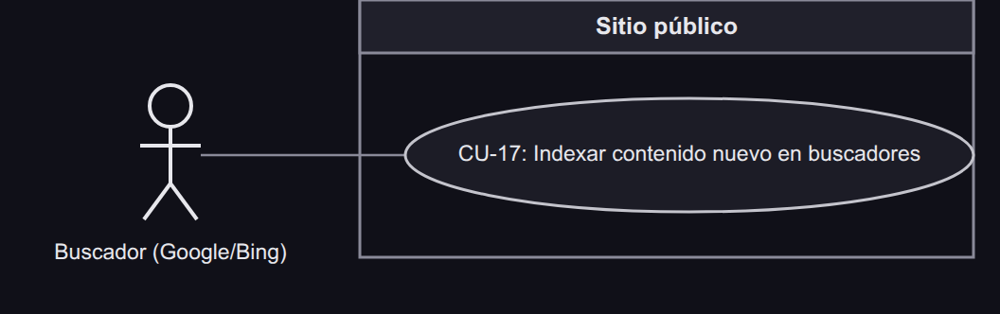 Sitio público
CU-17: Indexar contenido nuevo en buscadores
Buscador (Google/Bing)